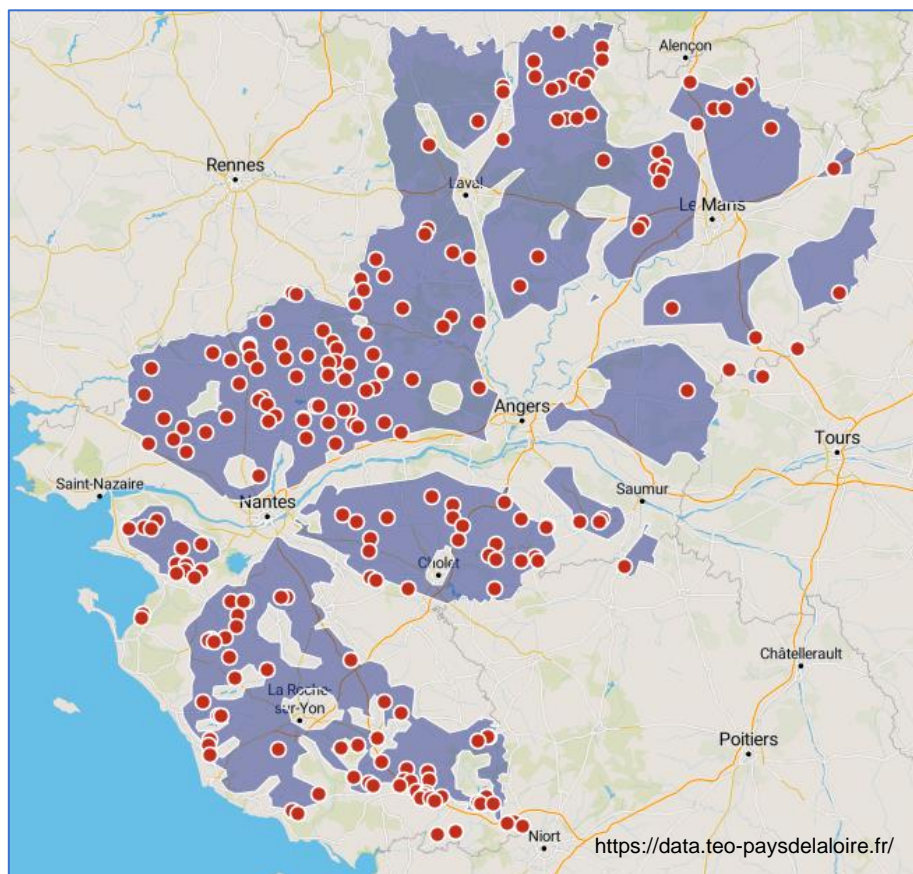 Alençon
Rennes
Laval
Le Mans
Angers
Tours
Saint-Nazaire
Nantes
Saumur
Cholet
Châtellerault
La Roche-
sur-Yon
Poitiers
Niort
https://data.teo-paysdelaloire.fr/